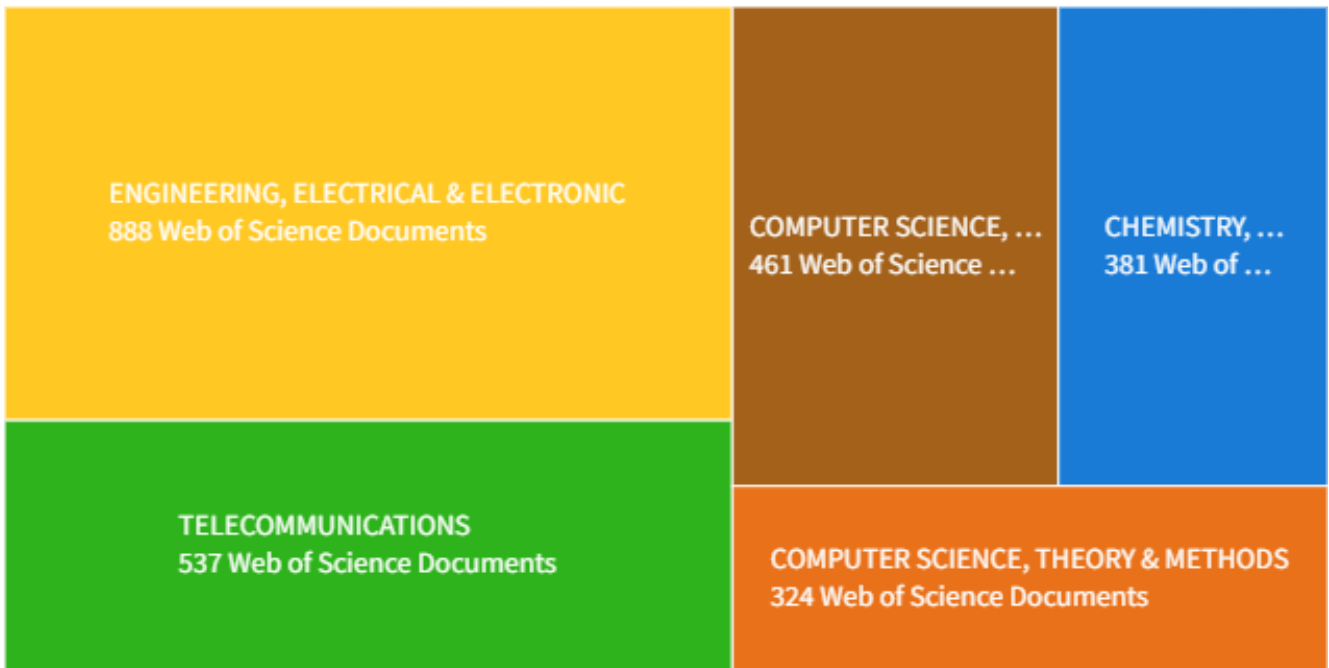 ENGINEERING, ELECTRICAL & ELECTRONIC
888 Web of Science Documents
TELECOMMUNICATIONS
537 Web of Science Documents
COMPUTER SCIENCE, ...
461 Web of Science ...
CHEMISTRY, ...
381 Web of ...
COMPUTER SCIENCE, THEORY & METHODS
324 Web of Science Documents